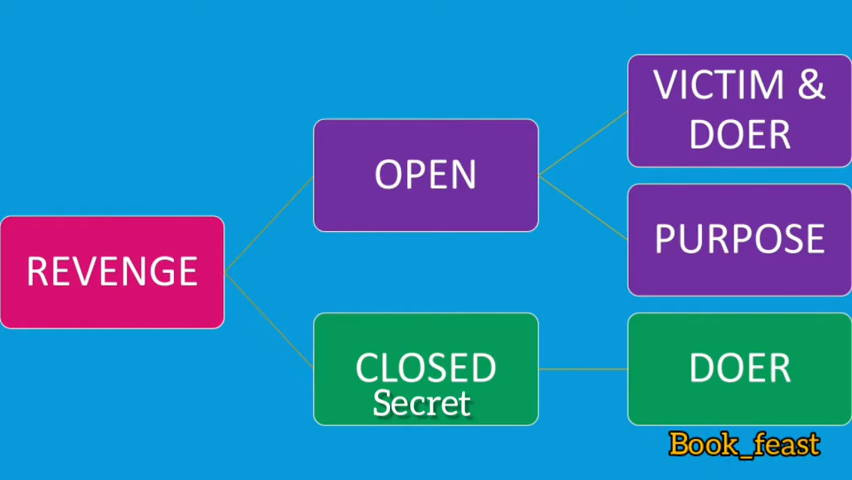 REVENGE
OPEN
VICTIM &
DOER
PURPOSE
CLOSED
Secret
DOER
Book_feast